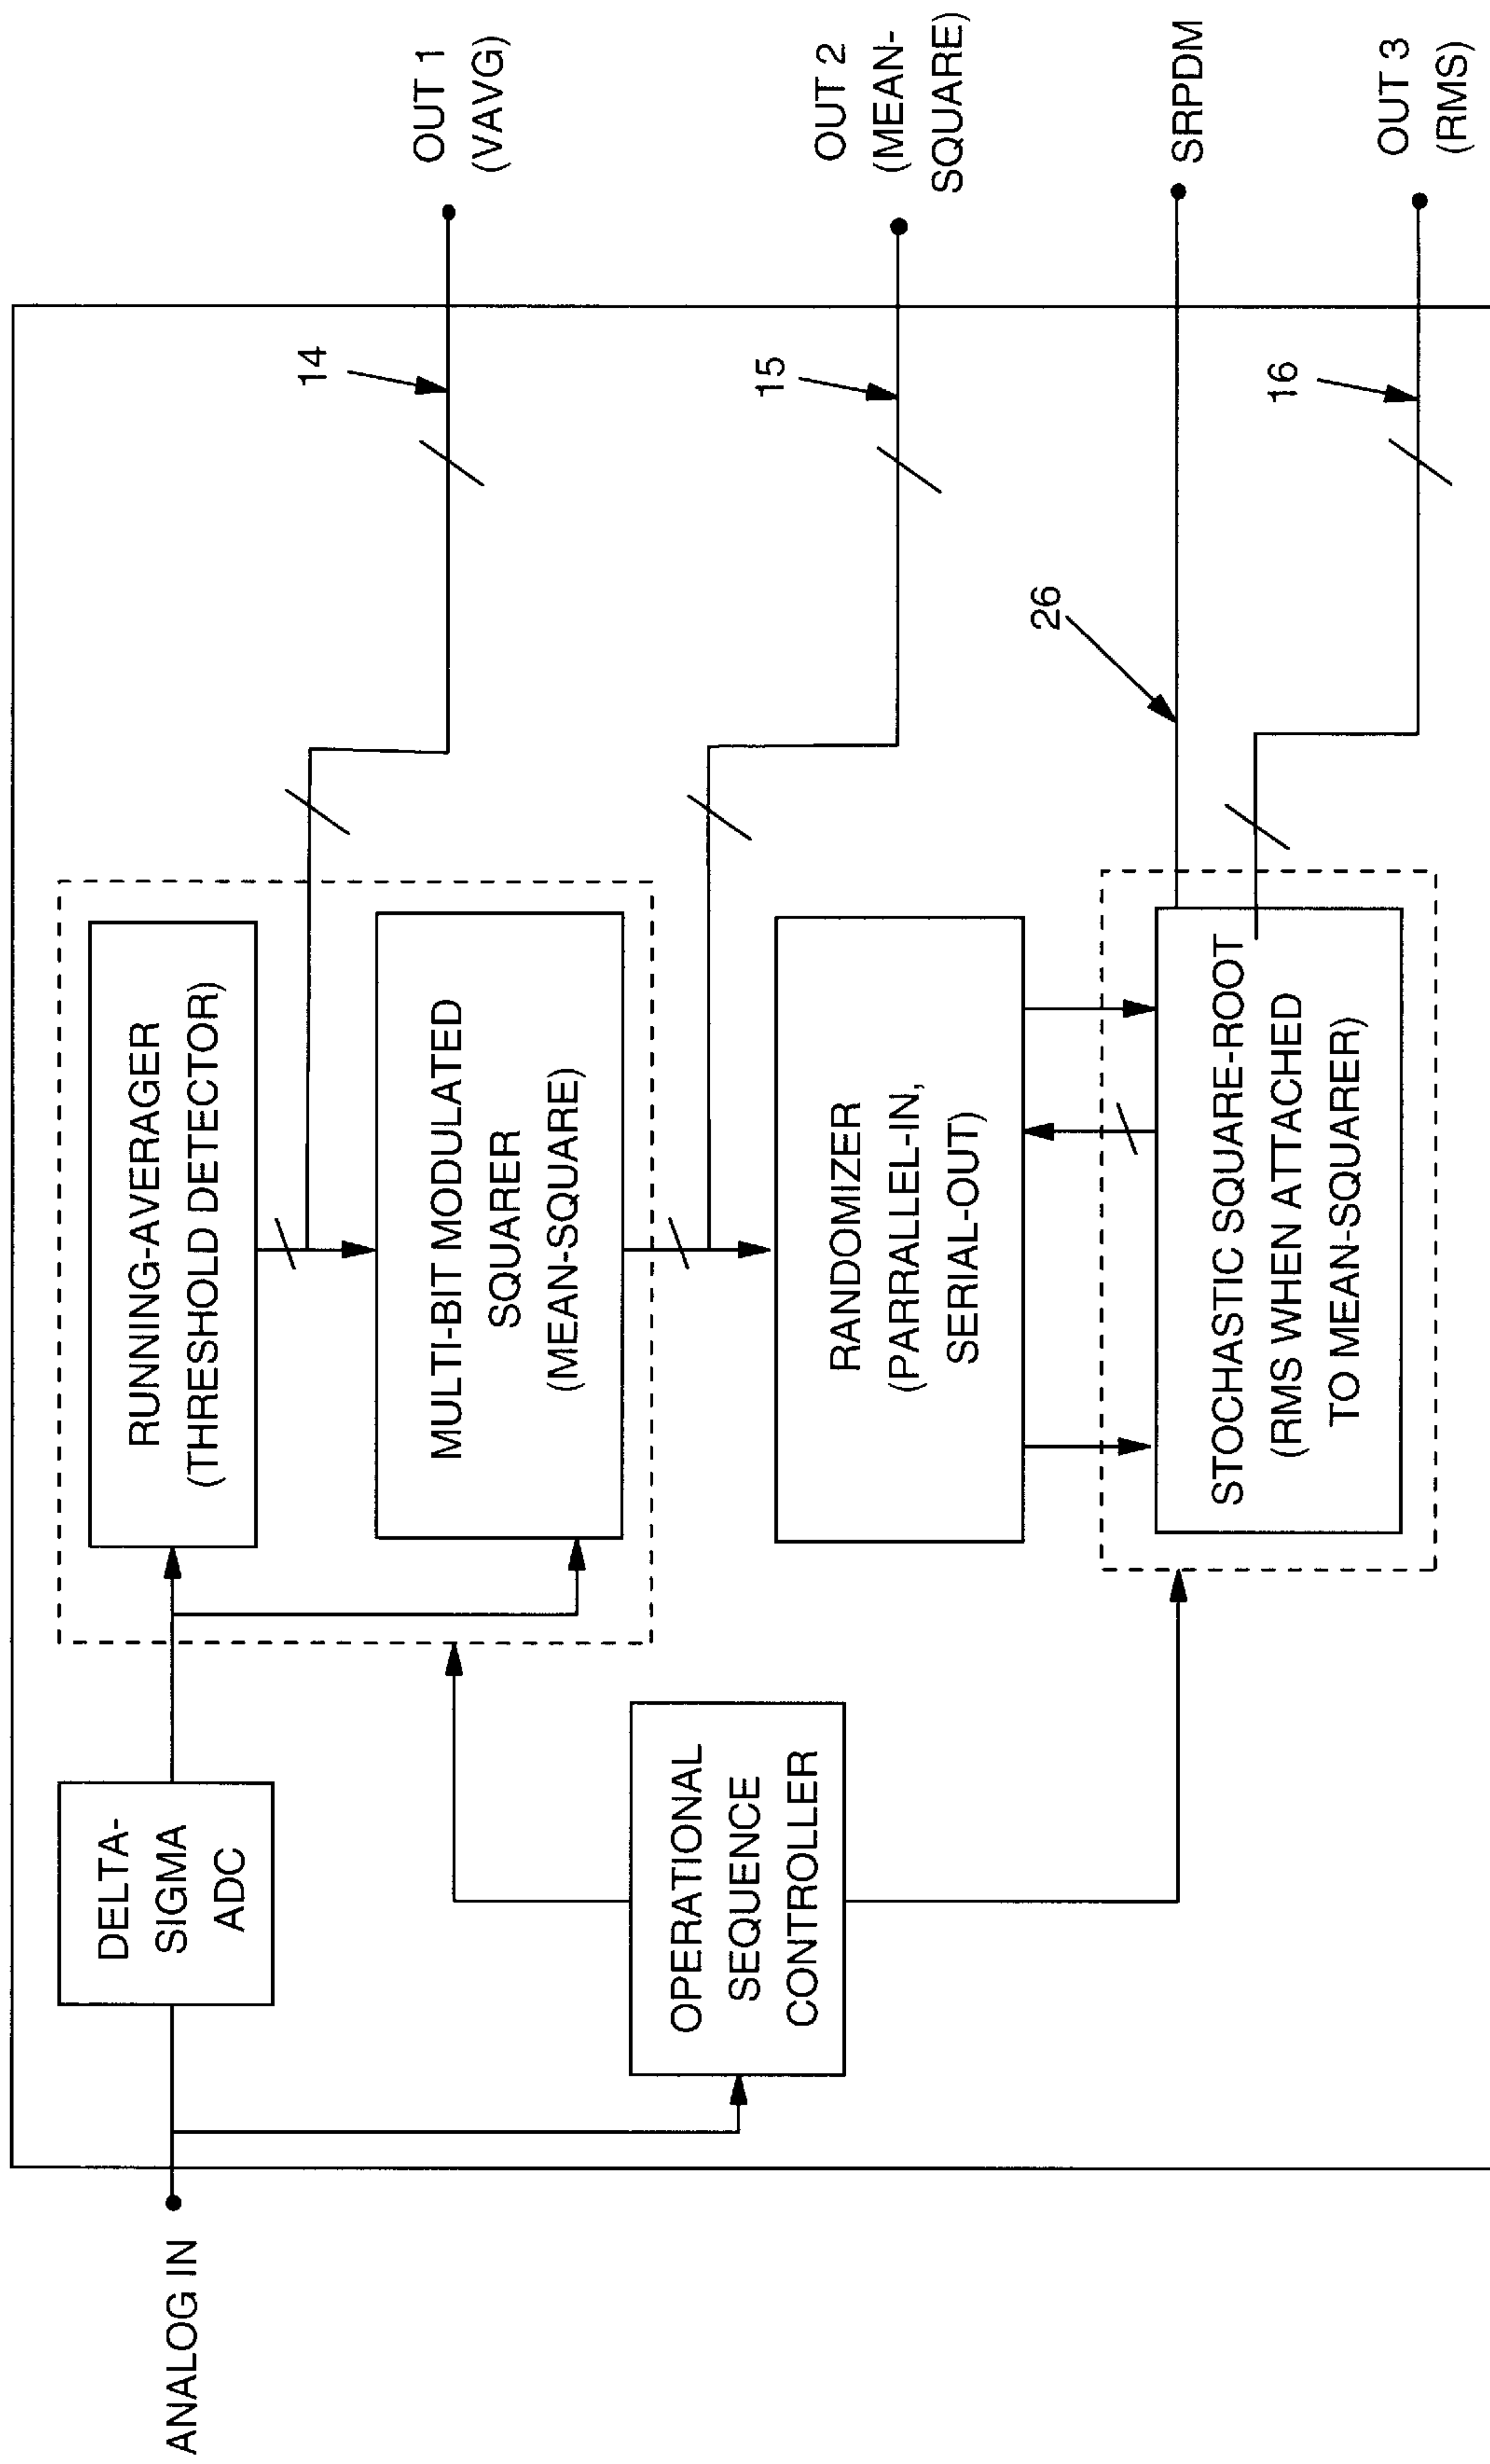 ANALOG IN
DELTA-
SIGMA
ADC
OPERATIONAL
SEQUENCE
CONTROLLER
RUNNING-AVERAGER
(THRESHOLD DETECTOR)
MULTI-BIT MODULATED
SQUARER
(MEAN-SQUARE)
RANDOMIZER
(PARRALLEL-IN,
SERIAL-OUT)
STOCHASTIC SQUARE-ROOT
(RMS WHEN ATTACHED
TO MEAN-SQUARER)
14
15
26
16
OUT 1
(VAVG)
OUT 2
(MEAN-
SQUARE)
SRPDM
OUT 3
(RMS)